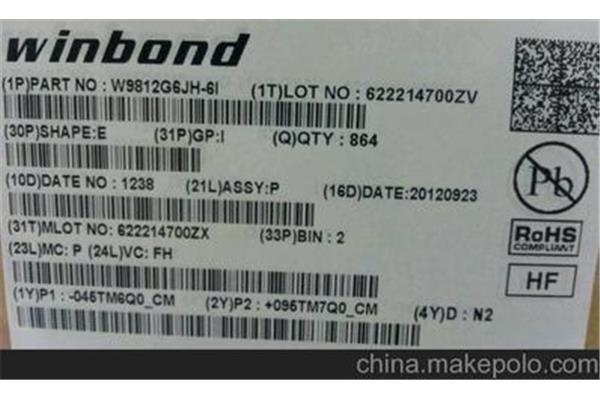 winbond
(1P)PART NO : W9812G6JH-6I (1T)LOT NO : 622214700ZV
(30P)SHAPE:E (31P)GP:I (Q)QTY : 864
(10D)DATE NO : 1238 (21L)ASSY:P (16D)DATE:20120923
(31T)MLOT NO : 622214700ZX (33P)BIN : 2
(23L)MC: P (24L)VC: FH
(1Y)P1 : -045TM6Q0_CM (2Y)P2 : +095TM7Q0_CM (4Y)D : N2
Pb
RoHS
COMPLIANT
HF
china.makepolo.com